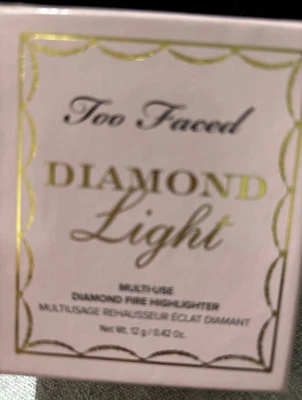 Too Faced
DIAMOND
Light
MULTI-USE
DIAMOND FIRE HIGHLIGHTER
MULTIUSAGE REHAUSSEUR ÉCLAT DIAMANT
Net Wt. 12 g / 0.42 Oz.